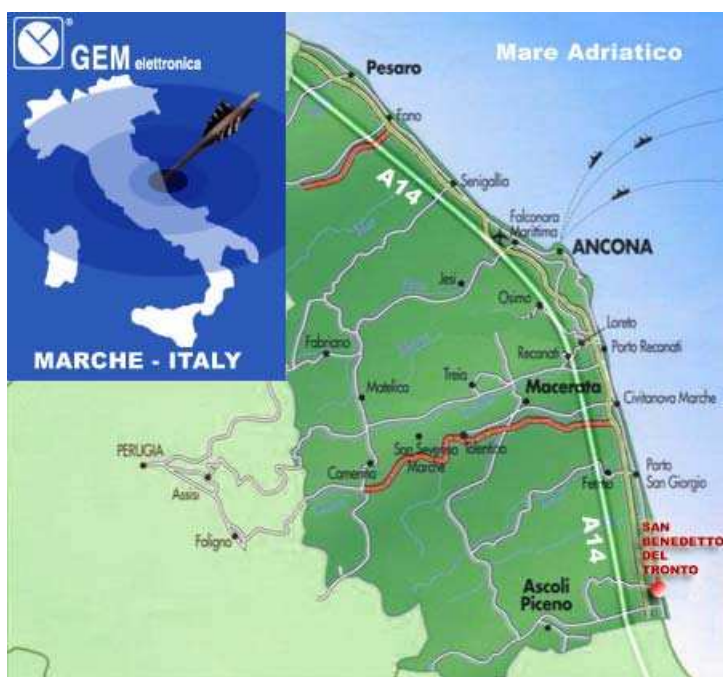 ®
GEM elettronica
MARCHE - ITALY
Mare Adriatico
Pesaro
Fano
A14
Senigallia
Falconara
Marittima
ANCONA
Jesi
Osimo
Loreto
Fabriano
Recanati
Porto Recanati
Treia
Matelica
Macerata
Civitanova Marche
PERUGIA
San Severino
Marche
Tolentino
Camerino
Assisi
Fermo
Porto
San Giorgio
Foligno
A14
SAN
BENEDETTO
DEL
TRONTO
Ascoli
Piceno